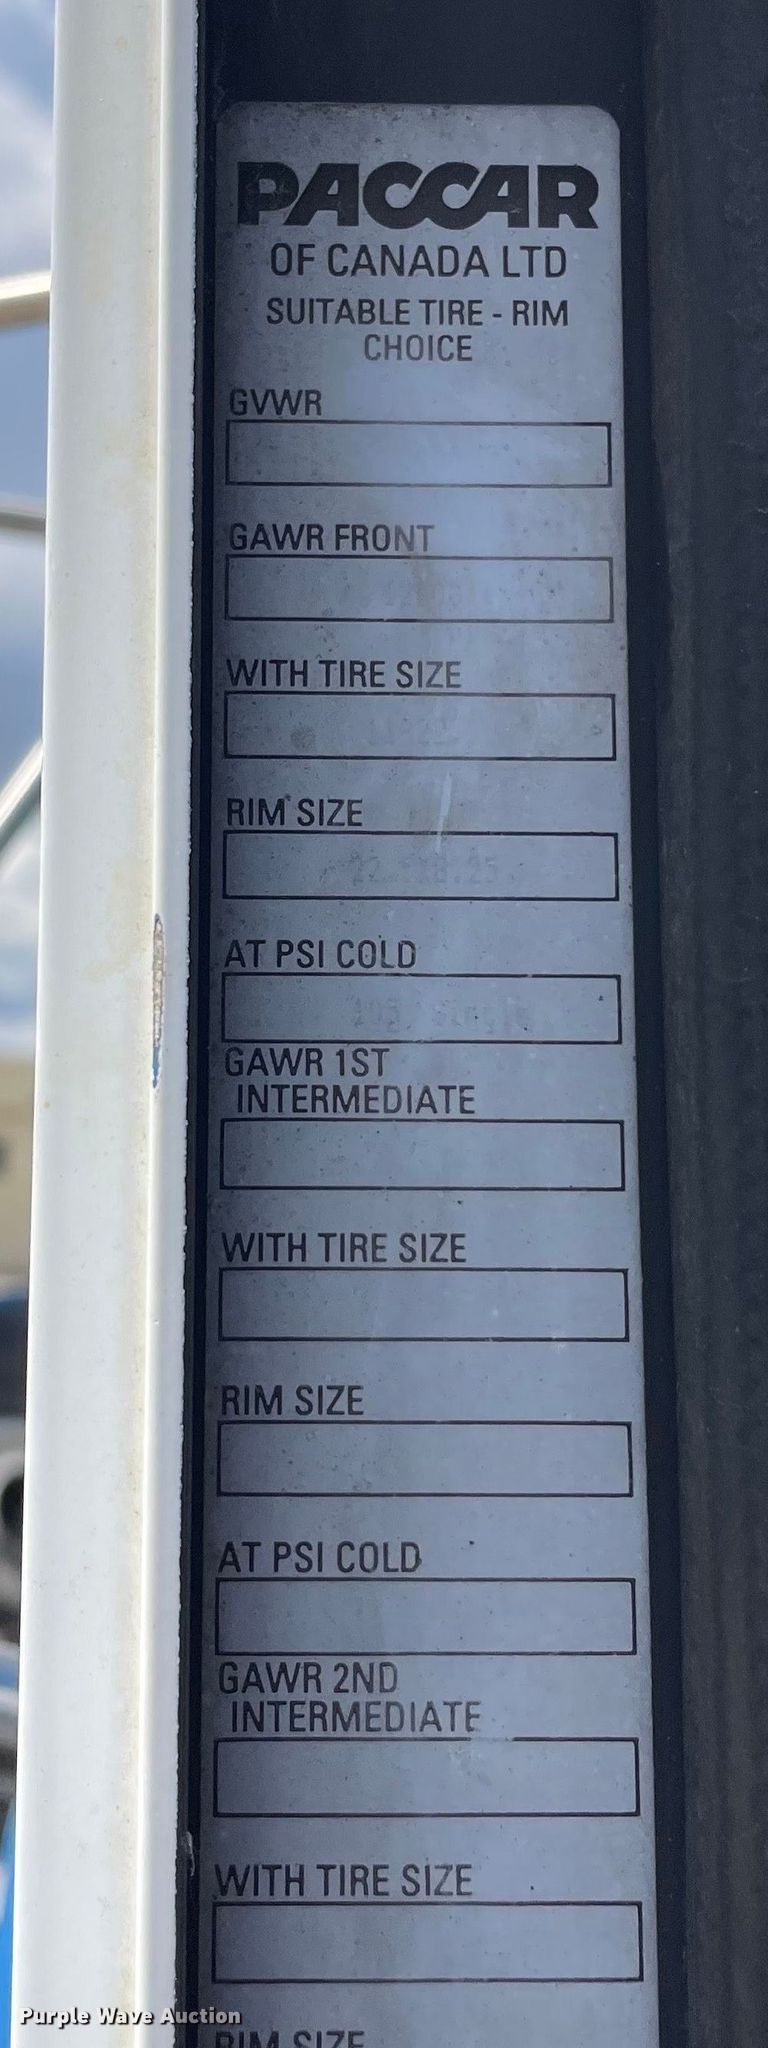 PACCAR
OF CANADA LTD
SUITABLE TIRE - RIM
CHOICE
GVWR
GAWR FRONT
WITH TIRE SIZE
RIM SIZE
AT PSI COLD
GAWR 1ST
INTERMEDIATE
WITH TIRE SIZE
RIM SIZE
AT PSI COLD
GAWR 2ND
INTERMEDIATE
WITH TIRE SIZE
RIM SIZE
Purple Wave Auction